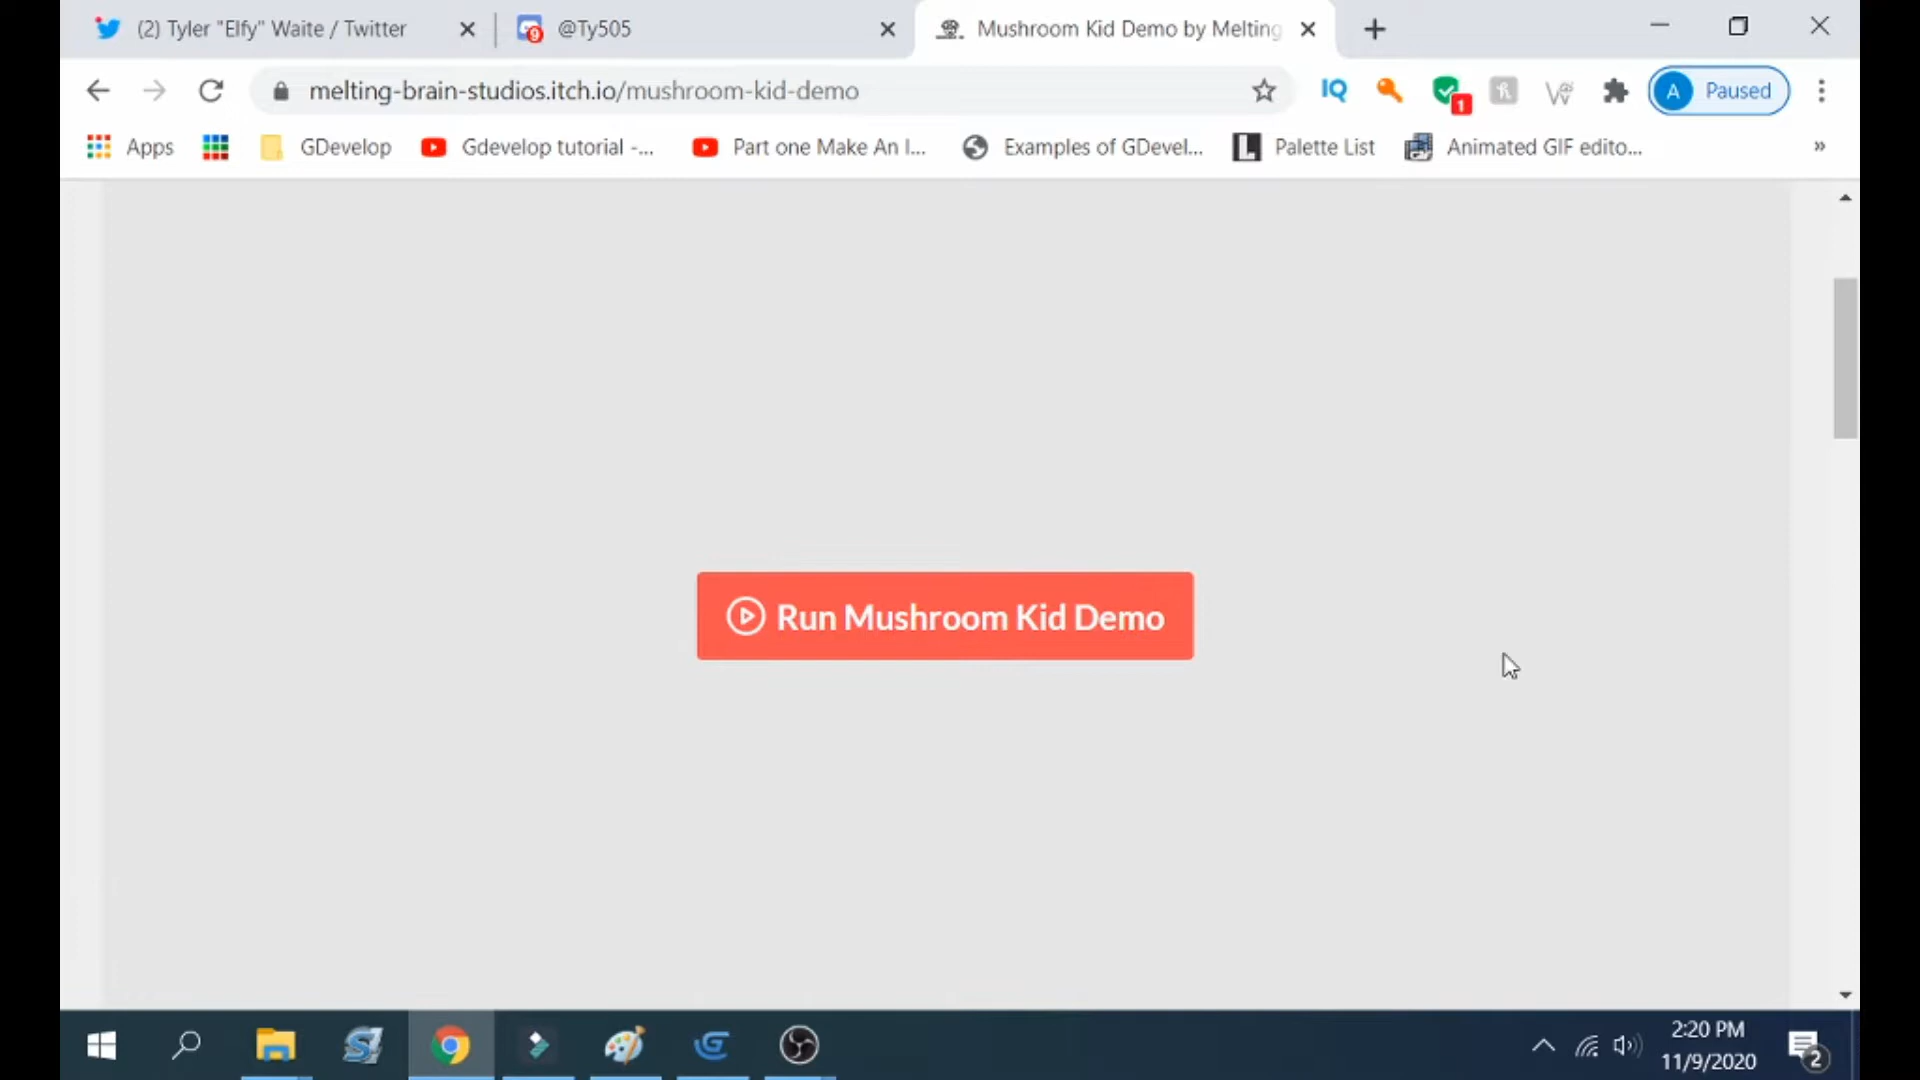 (2) Tyler "Elfy" Waite / Twitter
@Ty505
Mushroom Kid Demo by Melting
melting-brain-studios.itch.io/mushroom-kid-demo
IQ
1
A
Paused
Apps
GDevelop
Gdevelop tutorial -...
Part one Make An I...
Examples of GDevel...
Palette List
Animated GIF edito...
»
Run Mushroom Kid Demo
2:20 PM
11/9/2020
2